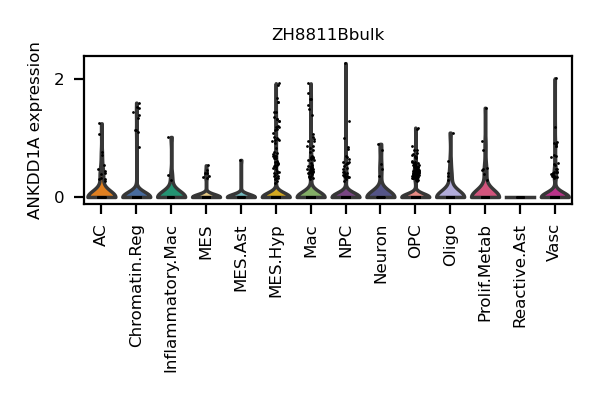 ZH8811Bbulk
ANKDD1A expression
2
0
AC
Chromatin.Reg
Inflammatory.Mac
MES
MES.Ast
MES.Hyp
Mac
NPC
Neuron
OPC
Oligo
Prolif.Metab
Reactive.Ast
Vasc